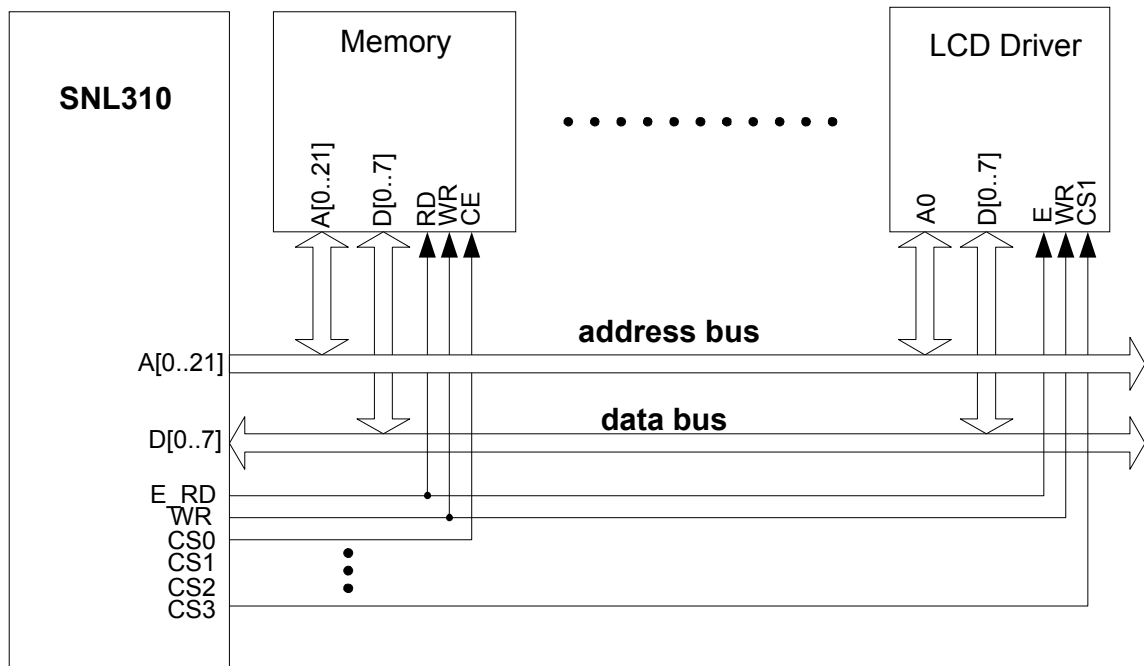 SNL310
Memory
LCD Driver
A[0..21]
D[0..7]
RD
WR
CE
A0
D[0..7]
E
WR
CS1
address bus
A[0..21]
data bus
D[0..7]
E_RD
WR
CS0
CS1
CS2
CS3